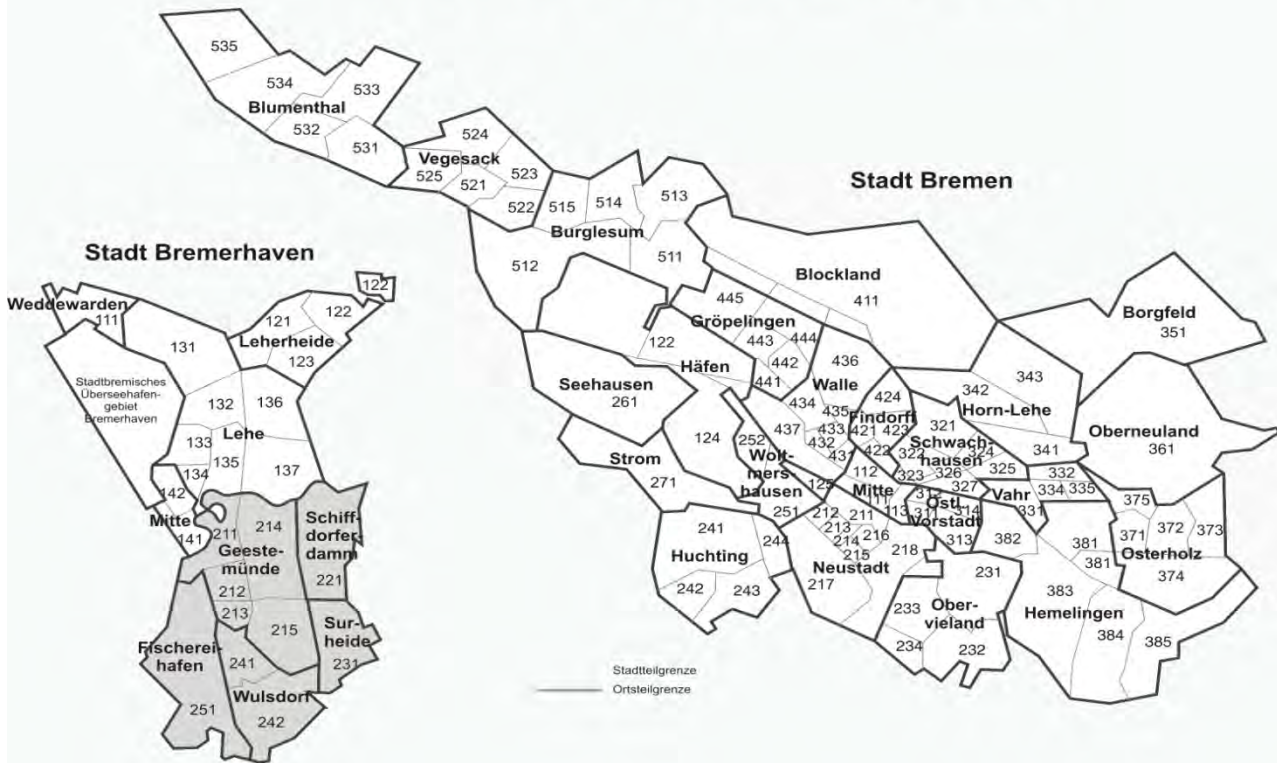 535
534
533
Blumenthal
532
531
524
Vegesack
525
521
523
522
515
514
513
Burglesum
512
511
Stadt Bremen
Stadt Bremerhaven
Weddewarden
111
122
121
122
Leherheide
123
131
Stadtbremisches
Überseehafen-
gebiet
Bremerhaven
132
136
133
Lehe
135
134
137
142
Mitte
141
211
214
Geeste-
münde
212
213
215
Schiff-
dorfer-
damm
221
Sur-
heide
231
Fischerei-
hafen
251
241
Wulsdorf
242
Blockland
411
445
Gröpelingen
443
444
442
441
122
Häfen
Seehausen
261
436
Walle
434
435
437
433
432
431
424
Findorff
421
423
422
342
343
Horn-Lehe
341
Borgfeld
351
Oberneuland
361
321
Schwach-
hausen
322
324
325
323
326
327
Strom
271
124
252
Wolt-
mers-
hausen
125
251
112
Mitte
111
113
312
Östl.
Vorstadt
311
314
313
Vahr
332
334
335
331
375
371
372
373
Osterholz
374
241
Huchting
244
242
243
212
211
213
214
216
215
218
Neustadt
217
382
381
381
383
Hemelingen
384
385
231
233
Ober-
vieland
234
232
Stadtteilgrenze
Ortsteilgrenze